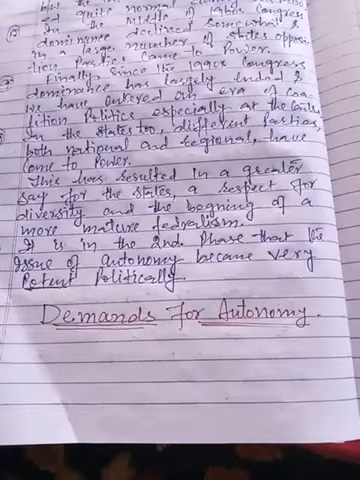 quite normal
In the middle of 1960s Congress
dominance declined somewhat &
in a large number of states opposi-
tion Parties came to Power.
Finally, since the 1990s Congress
dominance has largely ended &
we have entered an era of coa-
lition Politics especially at the
In the states too, different Parties,
both national and regional, have
come to Power.
This has resulted in a greater
say for the states, a respect for
diversity and the begning of a
more mature fedralism.
It is in the 2nd Phase that the
Issue of autonomy became very
Potent Politically.
Demands for Autonomy.